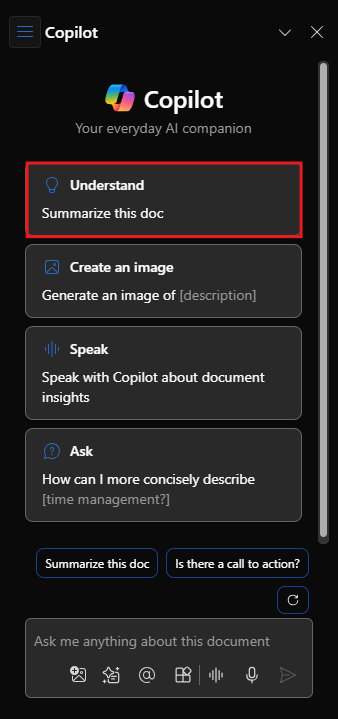 Copilot
Copilot
Your everyday AI companion
Understand
Summarize this doc
Create an image
Generate an image of [description]
Speak
Speak with Copilot about document
insights
Ask
How can I more concisely describe
[time management?]
Summarize this doc
Is there a call to action?
Ask me anything about this document